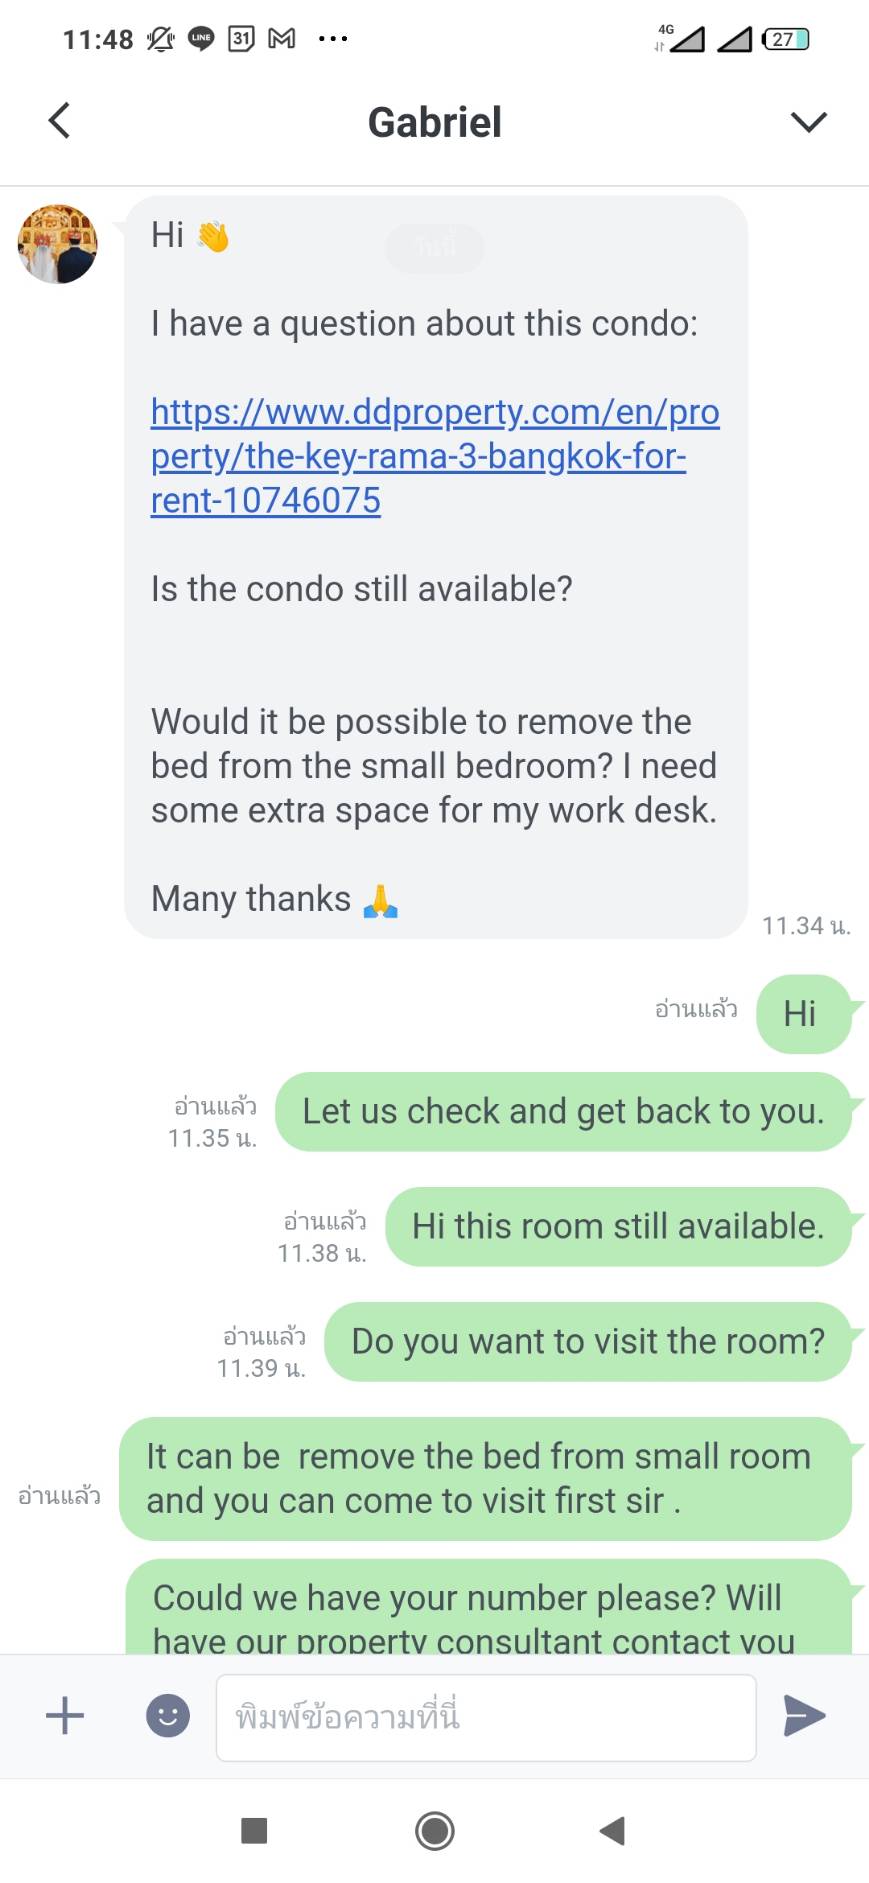 11:48 LINE 31 4G 27
Gabriel
Hi 👋
วันนี้
I have a question about this condo:
https://www.ddproperty.com/en/pro
perty/the-key-rama-3-bangkok-for-
rent-10746075
Is the condo still available?
Would it be possible to remove the
bed from the small bedroom? I need
some extra space for my work desk.
Many thanks 🙏
11.34 น.
อ่านแล้ว
Hi
อ่านแล้ว
11.35 น.
Let us check and get back to you.
อ่านแล้ว
11.38 น.
Hi this room still available.
อ่านแล้ว
11.39 น.
Do you want to visit the room?
อ่านแล้ว
It can be  remove the bed from small room
and you can come to visit first sir .
Could we have your number please? Will
have our property consultant contact you
พิมพ์ข้อความที่นี่